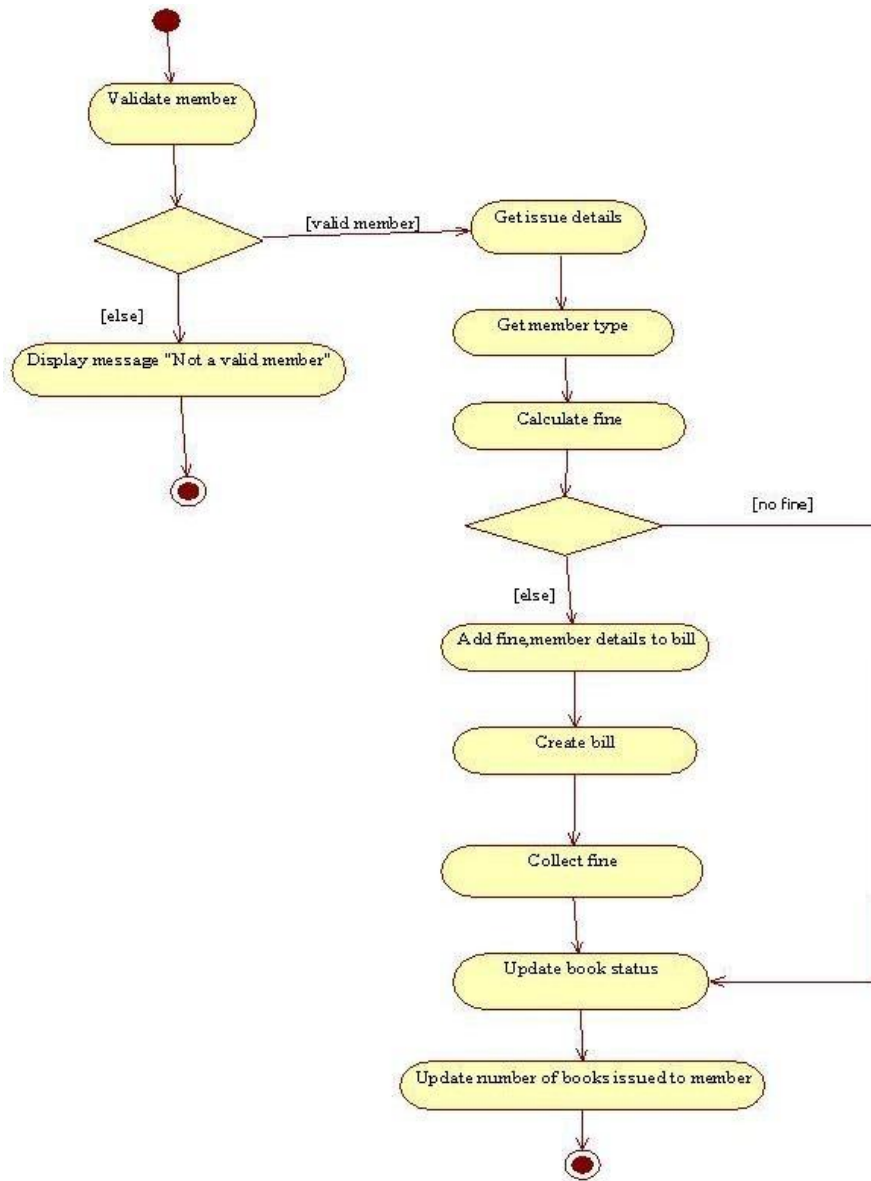 Validate member
[valid member]
Get issue details
[else]
Get member type
Display message "Not a valid member"
Calculate fine
[no fine]
[else]
Add fine,member details to bill
Create bill
Collect fine
Update book status
Update number of books issued to member